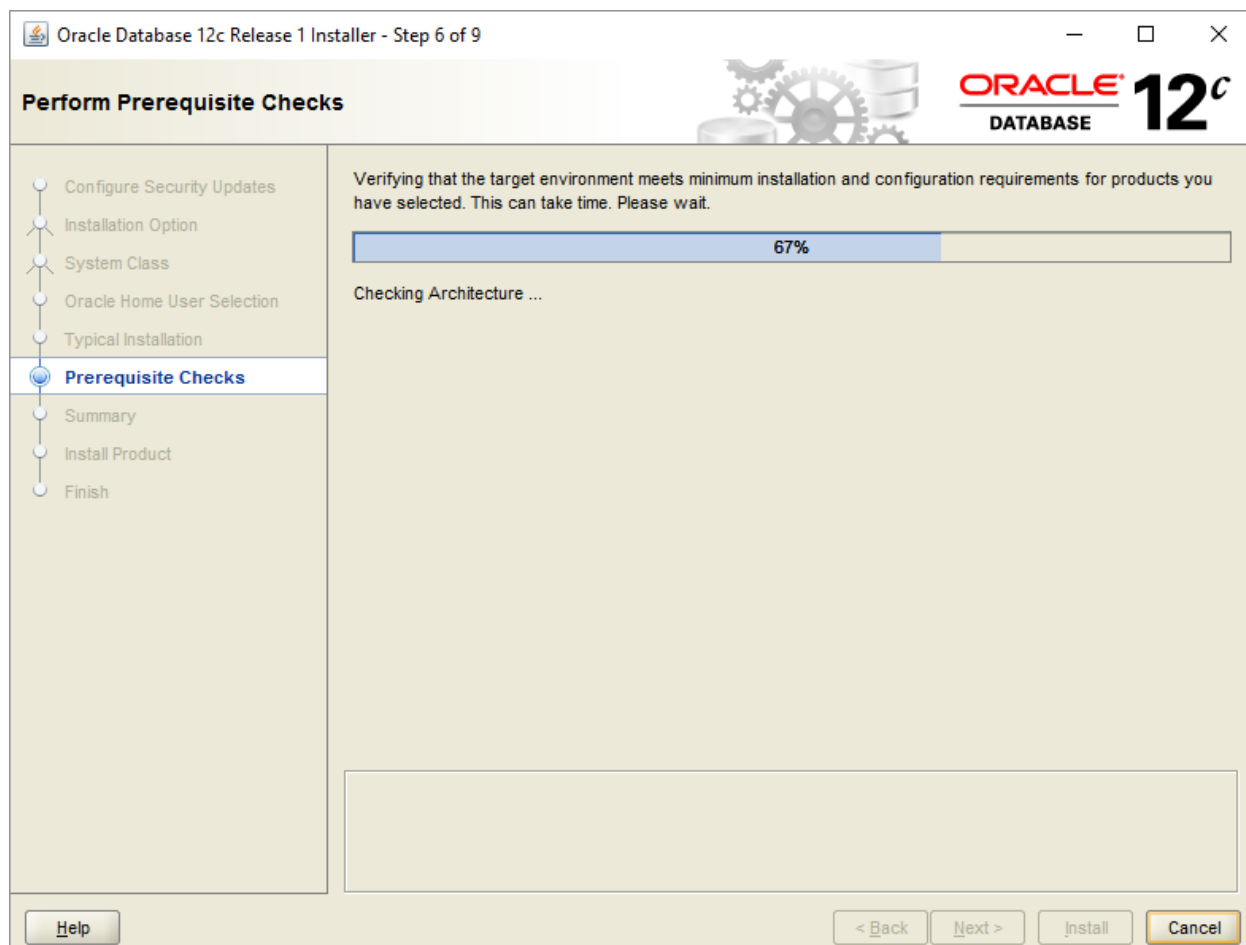 Oracle Database 12c Release 1 Installer - Step 6 of 9
Perform Prerequisite Checks
ORACLE
DATABASE
12c
Configure Security Updates
Installation Option
System Class
Oracle Home User Selection
Typical Installation
Prerequisite Checks
Summary
Install Product
Finish
Verifying that the target environment meets minimum installation and configuration requirements for products you
have selected. This can take time. Please wait.
67%
Checking Architecture ...
Help
< Back
Next >
Install
Cancel